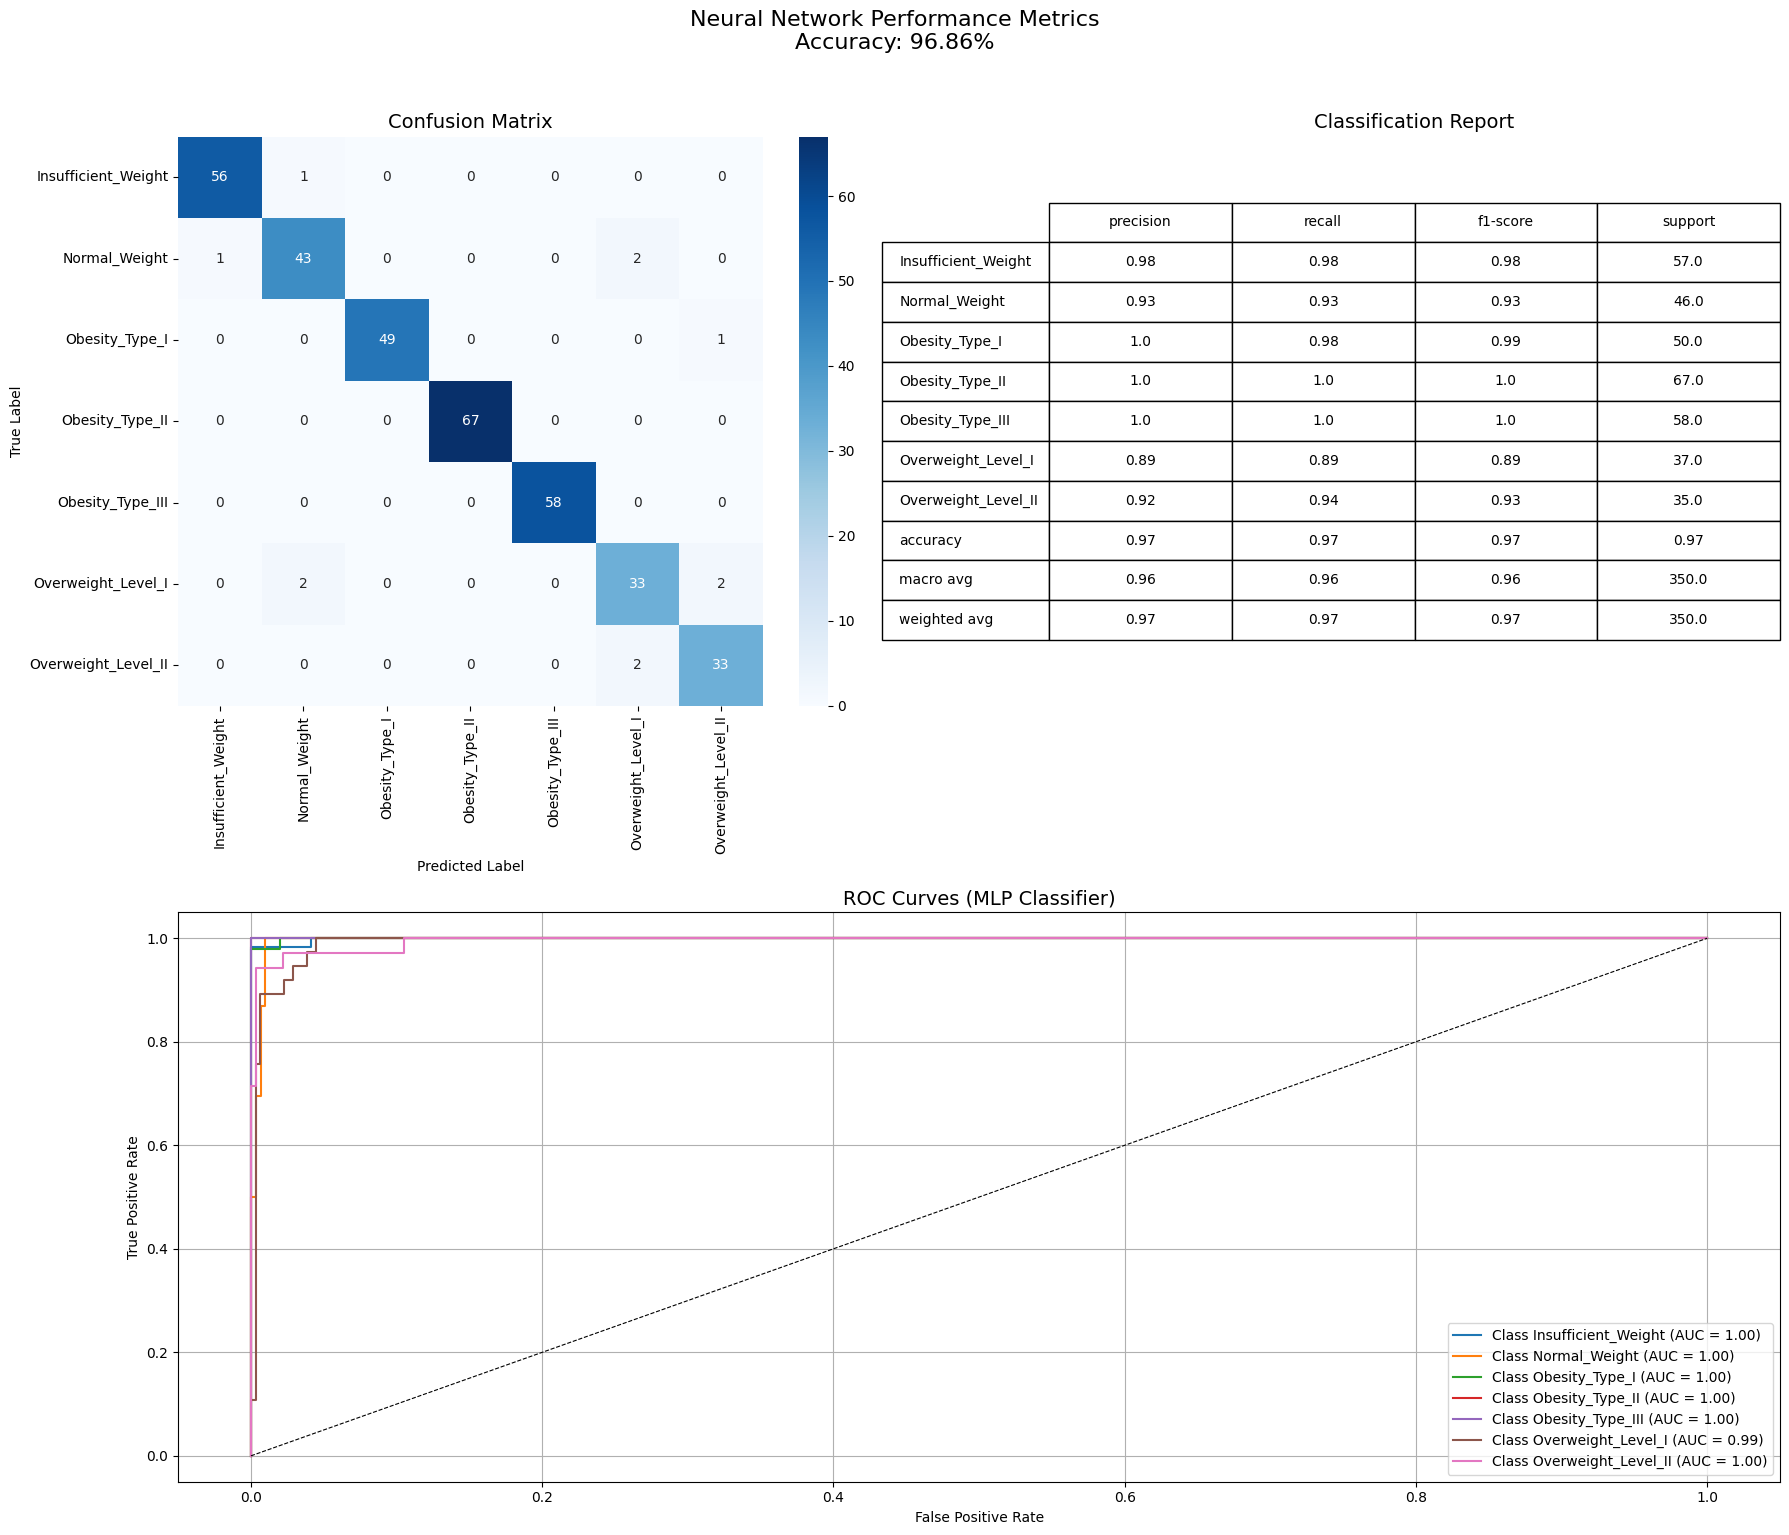 Neural Network Performance Metrics
Accuracy: 96.86%
Confusion Matrix
True Label
Insufficient_Weight 56 1 0 0 0 0 0
Normal_Weight 1 43 0 0 0 2 0
Obesity_Type_I 0 0 49 0 0 0 1
Obesity_Type_II 0 0 0 67 0 0 0
Obesity_Type_III 0 0 0 0 58 0 0
Overweight_Level_I 0 2 0 0 0 33 2
Overweight_Level_II 0 0 0 0 0 2 33
Insufficient_Weight
Normal_Weight
Obesity_Type_I
Obesity_Type_II
Obesity_Type_III
Overweight_Level_I
Overweight_Level_II
Predicted Label
60
50
40
30
20
10
0
Classification Report
precision recall f1-score support
Insufficient_Weight 0.98 0.98 0.98 57.0
Normal_Weight 0.93 0.93 0.93 46.0
Obesity_Type_I 1.0 0.98 0.99 50.0
Obesity_Type_II 1.0 1.0 1.0 67.0
Obesity_Type_III 1.0 1.0 1.0 58.0
Overweight_Level_I 0.89 0.89 0.89 37.0
Overweight_Level_II 0.92 0.94 0.93 35.0
accuracy 0.97 0.97 0.97 0.97
macro avg 0.96 0.96 0.96 350.0
weighted avg 0.97 0.97 0.97 350.0
ROC Curves (MLP Classifier)
True Positive Rate
1.0
0.8
0.6
0.4
0.2
0.0
Class Insufficient_Weight (AUC = 1.00)
Class Normal_Weight (AUC = 1.00)
Class Obesity_Type_I (AUC = 1.00)
Class Obesity_Type_II (AUC = 1.00)
Class Obesity_Type_III (AUC = 1.00)
Class Overweight_Level_I (AUC = 0.99)
Class Overweight_Level_II (AUC = 1.00)
0.0 0.2 0.4 0.6 0.8 1.0
False Positive Rate